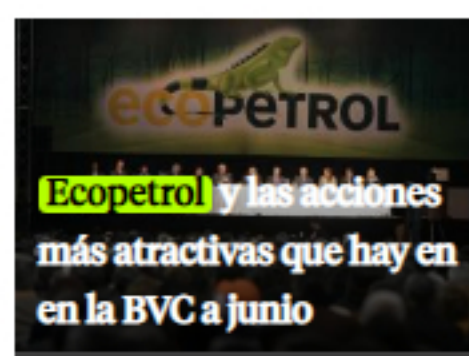 ecopetrol
Ecopetrol y las acciones
más atractivas que hay en
en la BVC a junio